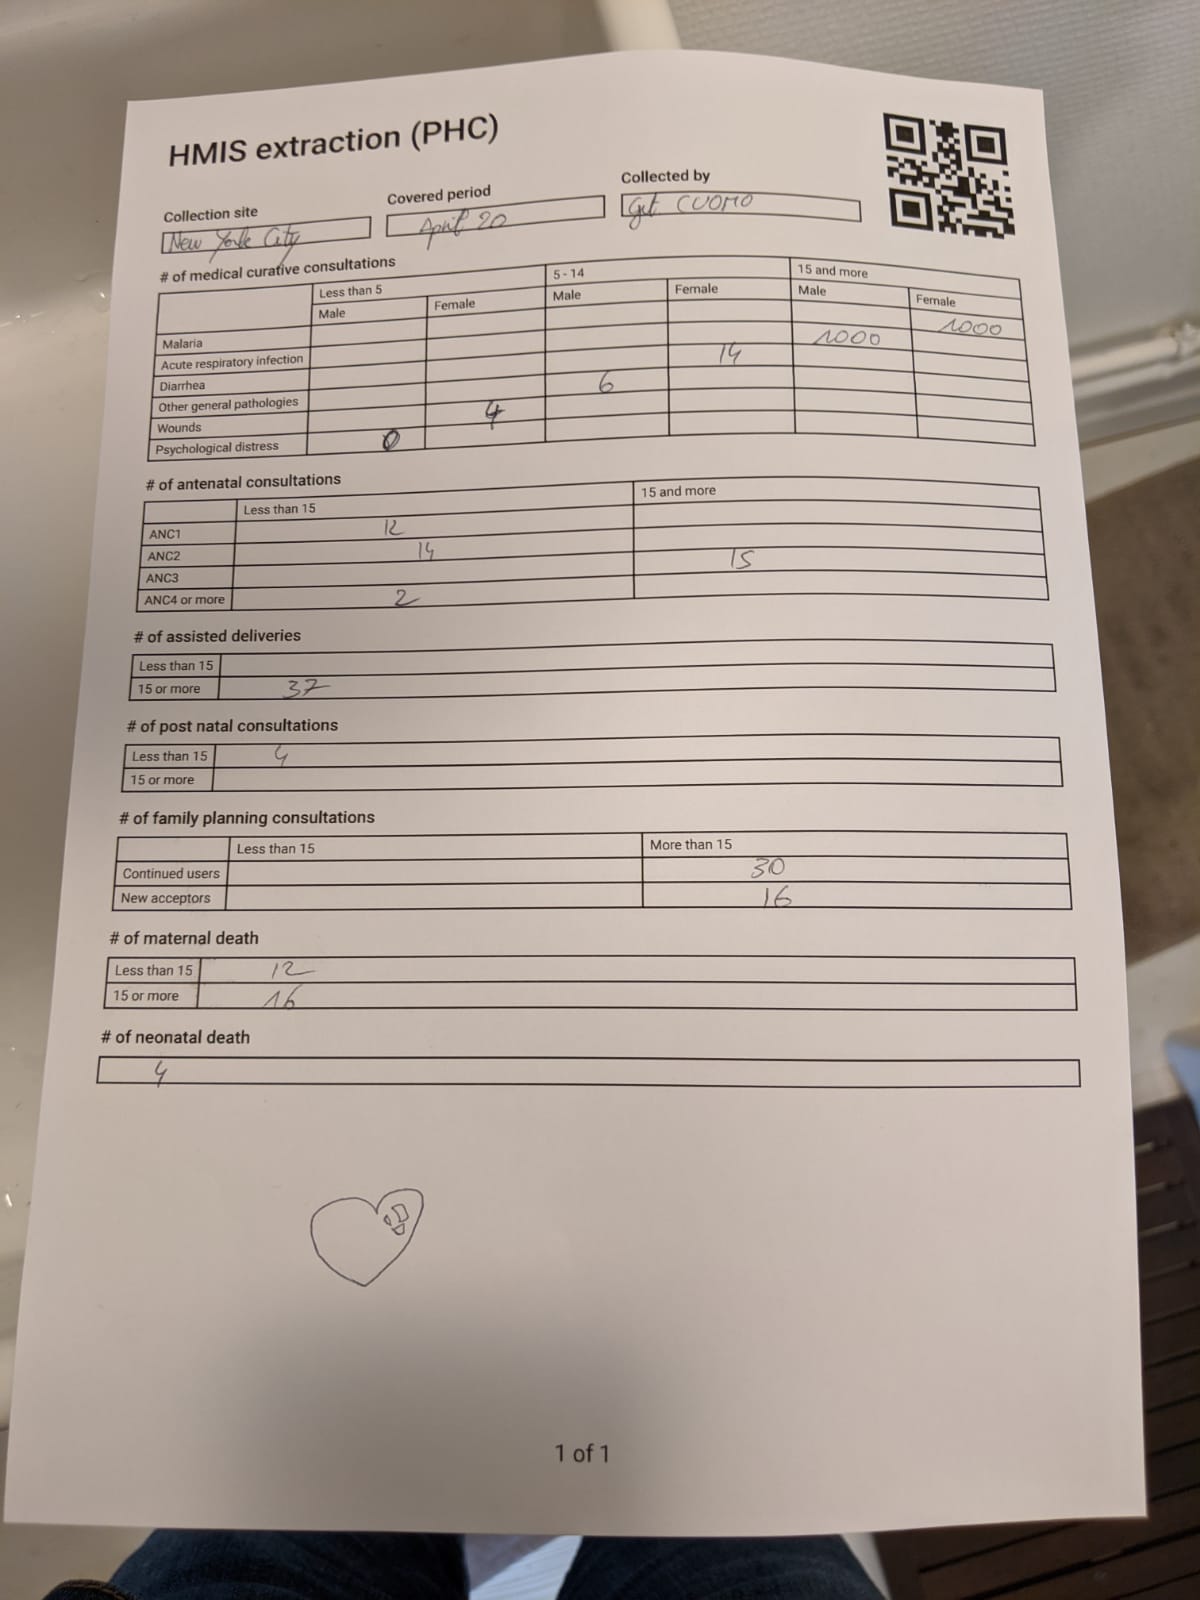 HMIS extraction (PHC)
Collection site Covered period Collected by
New York City April 20 CUOMO
# of medical curative consultations
Less than 5 5 - 14 15 and more
Male Female Male Female Male Female
Malaria 1000
Acute respiratory infection 1000
Diarrhea 14
Other general pathologies 6
Wounds 4
Psychological distress 0
# of antenatal consultations
Less than 15 15 and more
ANC1 12
ANC2 14
ANC3 15
ANC4 or more 2
# of assisted deliveries
Less than 15
15 or more 37
# of post natal consultations
Less than 15 4
15 or more
# of family planning consultations
Less than 15 More than 15
Continued users 30
New acceptors 16
# of maternal death
Less than 15 12
15 or more 16
# of neonatal death
4
1 of 1